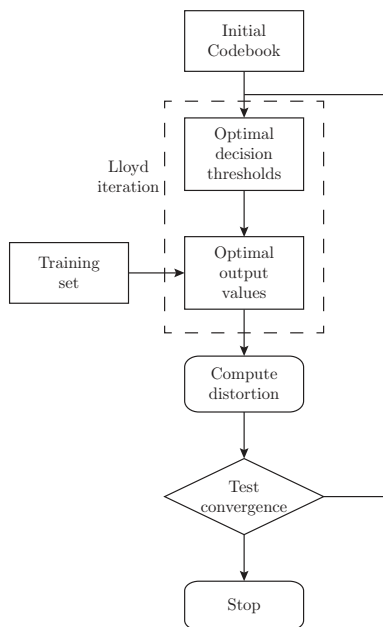 Initial
Codebook
Optimal
decision
thresholds
Lloyd
iteration
Optimal
output
values
Training
set
Compute
distortion
Test
convergence
Stop